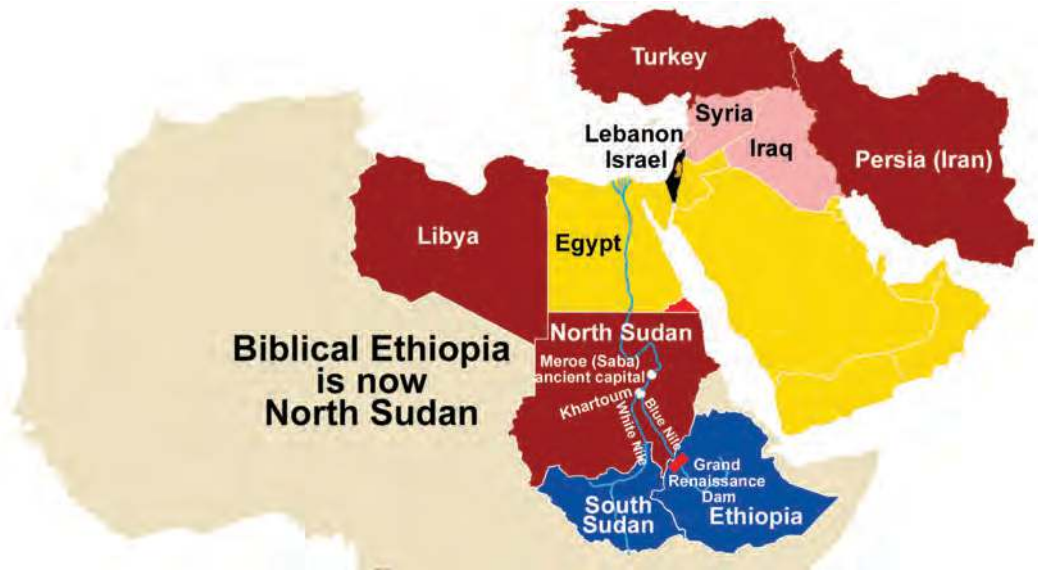 Turkey
Syria
Lebanon
Israel
Iraq
Persia (Iran)
Libya
Egypt
North Sudan
Biblical Ethiopia
is now
North Sudan
Meroe (Saba)
ancient capital
Khartoum
White Nile
Blue Nile
Grand
Renaissance
Dam
South
Sudan
Ethiopia